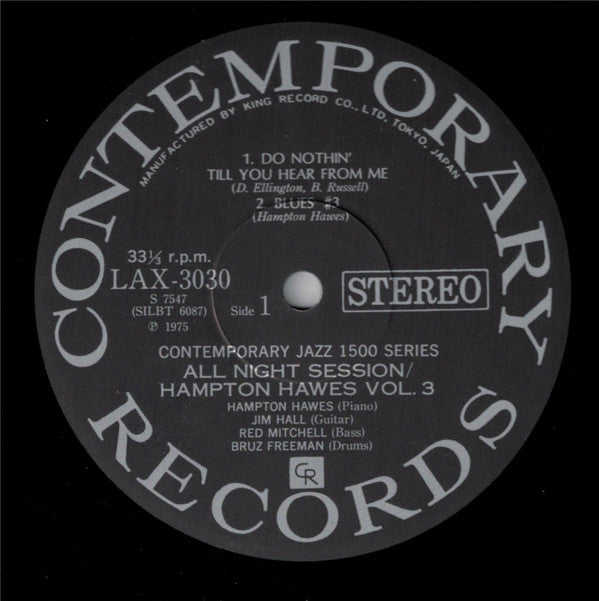 CONTEMPORARY
MANUFACTURED BY KING RECORD CO., LTD. TOKYO, JAPAN
1. DO NOTHIN'
TILL YOU HEAR FROM ME
(D. Ellington, B. Russell)
2. BLUES #3
(Hampton Hawes)
33⅓ r.p.m.
LAX-3030
S 7547
(SILBT 6087)
Ⓟ 1975
Side 1
STEREO
CONTEMPORARY JAZZ 1500 SERIES
ALL NIGHT SESSION/
HAMPTON HAWES VOL. 3
HAMPTON HAWES (Piano)
JIM HALL (Guitar)
RED MITCHELL (Bass)
BRUZ FREEMAN (Drums)
CR
RECORDS